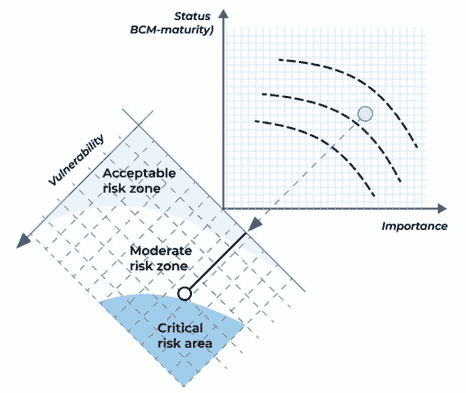 Status
BCM-maturity)
Importance
Vulnerability
Acceptable
risk zone
Moderate
risk zone
Critical
risk area